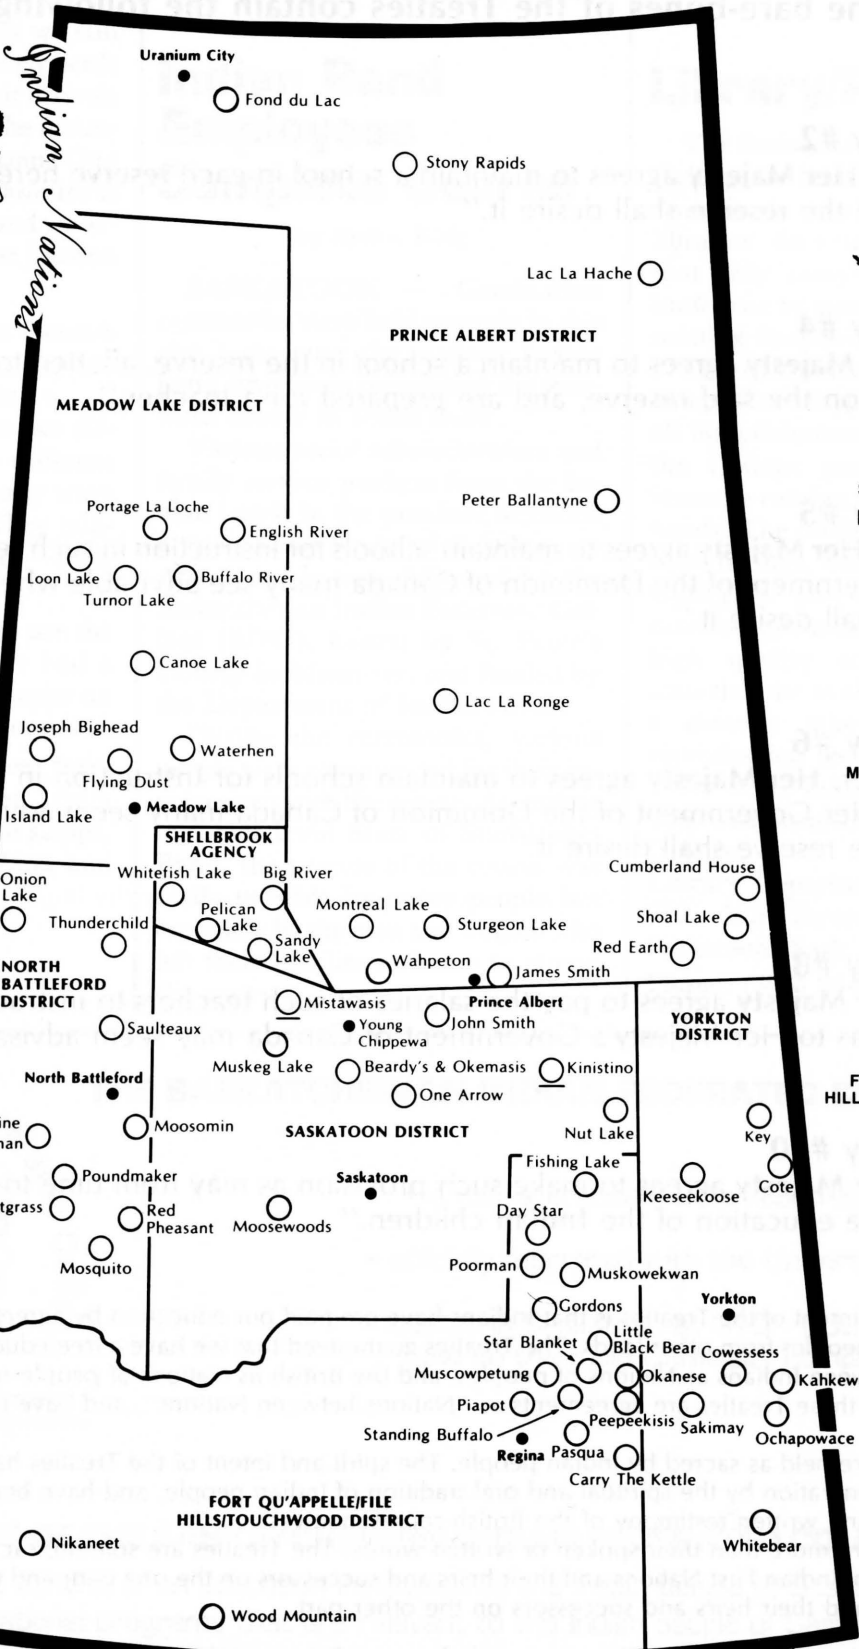 Indian Nations
Uranium City
Fond du Lac
Stony Rapids
Lac La Hache
PRINCE ALBERT DISTRICT
MEADOW LAKE DISTRICT
Peter Ballantyne
Portage La Loche
English River
Loon Lake
Buffalo River
Turnor Lake
Canoe Lake
Lac La Ronge
Joseph Bighead
Waterhen
Flying Dust
Island Lake
Meadow Lake
SHELLBROOK
AGENCY
Whitefish Lake
Big River
Cumberland House
Onion
Lake
Thunderchild
Pelican
Lake
Montreal Lake
Sturgeon Lake
Shoal Lake
Sandy
Lake
Red Earth
Wahpeton
James Smith
NORTH
BATTLEFORD
DISTRICT
Mistawasis
Prince Albert
YORKTON
DISTRICT
Saulteaux
Young
Chippewa
John Smith
Muskeg Lake
Beardy's & Okemasis
Kinistino
North Battleford
One Arrow
Moosomin
SASKATOON DISTRICT
Nut Lake
Key
ine
man
Fishing Lake
Poundmaker
Saskatoon
Keeseekoose
Cote
tgrass
Red
Pheasant
Moosewoods
Day Star
Mosquito
Poorman
Muskowekwan
Gordons
Yorkton
Star Blanket
Little
Black Bear
Cowessess
Muscowpetung
Okanese
Kahkew
Piapot
Peepeekisis
Sakimay
Standing Buffalo
Ochapowace
Regina
Pasqua
Carry The Kettle
FORT QU'APPELLE/FILE
HILLS/TOUCHWOOD DISTRICT
Nikaneet
Whitebear
Wood Mountain
M
F
HILL